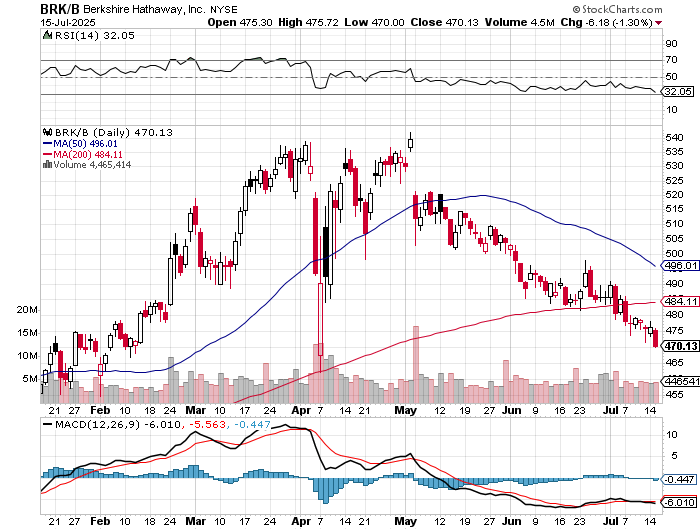 BRK/B Berkshire Hathaway, Inc. NYSE © StockCharts.com
15-Jul-2025 Open 475.30 High 475.72 Low 470.00 Close 470.13 Volume 4.5M Chg -6.18 (-1.30%)
RSI(14) 32.05
90
70
50
32.05
10
BRK/B (Daily) 470.13
MA(50) 496.01
MA(200) 484.11
Volume 4,465,414
540
535
530
525
520
515
510
505
500
496.01
490
484.11
480
475
470.13
465
460
455
20M
15M
10M
5M
446541
21 27 Feb 10 18 24 Mar 10 17 24 Apr 7 14 21 May 12 19 27 Jun 9 16 23 Jul 7 14
MACD(12,26,9) -6.010, -5.563, -0.447
10
5
-0.447
-6.010
21 27 Feb 10 18 24 Mar 10 17 24 Apr 7 14 21 May 12 19 27 Jun 9 16 23 Jul 7 14